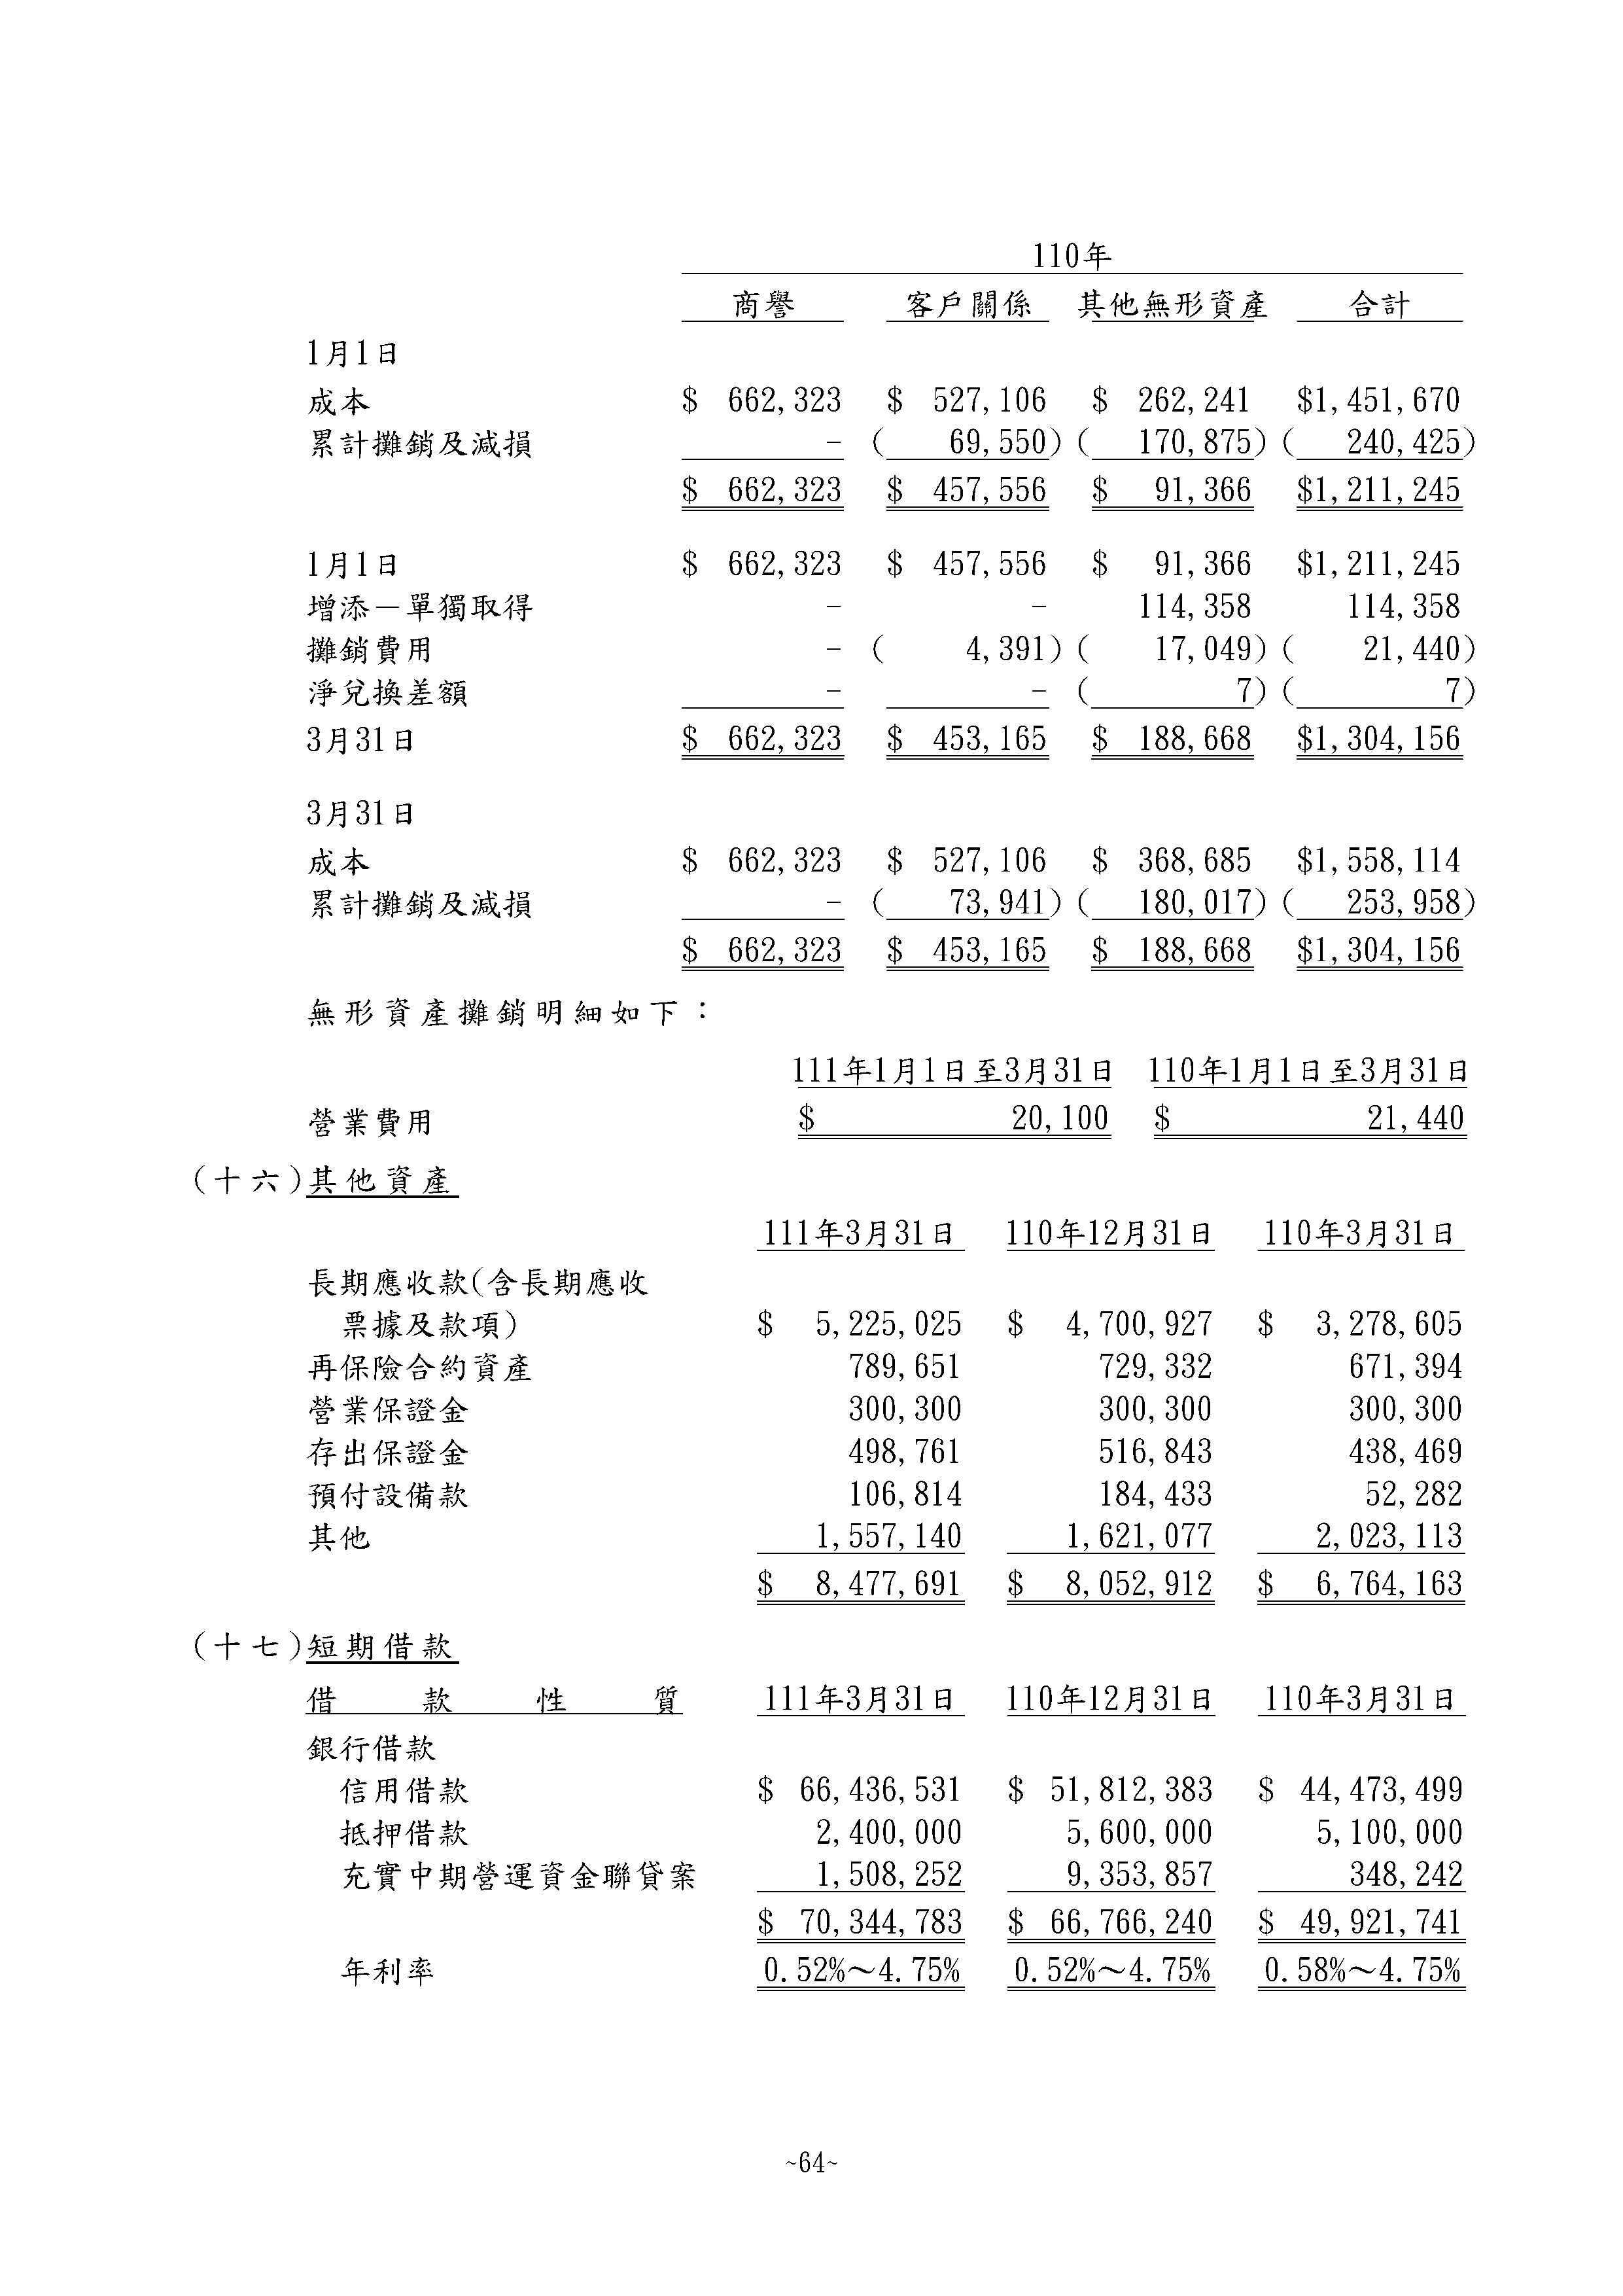 110年
商譽 客戶關係 其他無形資產 合計
1月1日
成本 $ 662,323 $ 527,106 $ 262,241 $1,451,670
累計攤銷及減損 - ( 69,550) ( 170,875) ( 240,425)
$ 662,323 $ 457,556 $ 91,366 $1,211,245
1月1日 $ 662,323 $ 457,556 $ 91,366 $1,211,245
增添－單獨取得 - - 114,358 114,358
攤銷費用 - ( 4,391) ( 17,049) ( 21,440)
淨兌換差額 - - ( 7) ( 7)
3月31日 $ 662,323 $ 453,165 $ 188,668 $1,304,156
3月31日
成本 $ 662,323 $ 527,106 $ 368,685 $1,558,114
累計攤銷及減損 - ( 73,941) ( 180,017) ( 253,958)
$ 662,323 $ 453,165 $ 188,668 $1,304,156
無形資產攤銷明細如下：
111年1月1日至3月31日 110年1月1日至3月31日
營業費用 $ 20,100 $ 21,440
(十六)其他資產
111年3月31日 110年12月31日 110年3月31日
長期應收款(含長期應收
票據及款項) $ 5,225,025 $ 4,700,927 $ 3,278,605
再保險合約資產 789,651 729,332 671,394
營業保證金 300,300 300,300 300,300
存出保證金 498,761 516,843 438,469
預付設備款 106,814 184,433 52,282
其他 1,557,140 1,621,077 2,023,113
$ 8,477,691 $ 8,052,912 $ 6,764,163
(十七)短期借款
借款性質 111年3月31日 110年12月31日 110年3月31日
銀行借款
信用借款 $ 66,436,531 $ 51,812,383 $ 44,473,499
抵押借款 2,400,000 5,600,000 5,100,000
充實中期營運資金聯貸案 1,508,252 9,353,857 348,242
$ 70,344,783 $ 66,766,240 $ 49,921,741
年利率 0.52%～4.75% 0.52%～4.75% 0.58%～4.75%
~64~